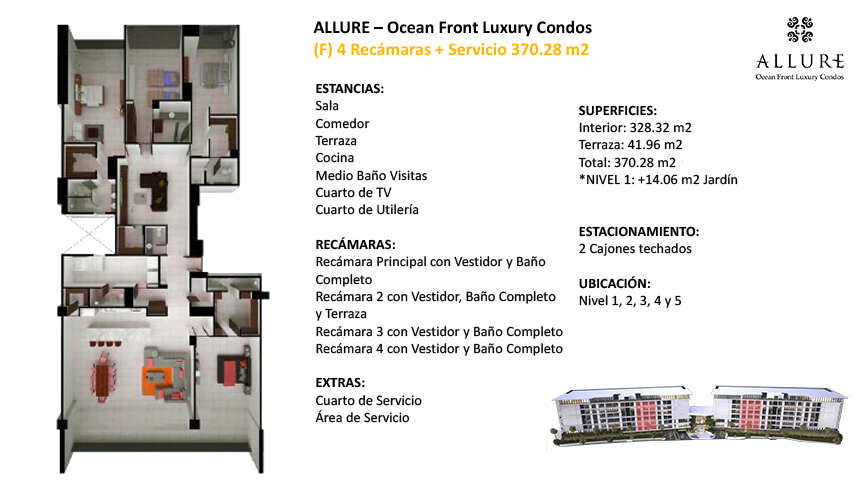 ALLURE – Ocean Front Luxury Condos
(F) 4 Recámaras + Servicio 370.28 m2
ALLURE
Ocean Front Luxury Condos
ESTANCIAS:
Sala
Comedor
Terraza
Cocina
Medio Baño Visitas
Cuarto de TV
Cuarto de Utilería
RECÁMARAS:
Recámara Principal con Vestidor y Baño
Completo
Recámara 2 con Vestidor, Baño Completo
y Terraza
Recámara 3 con Vestidor y Baño Completo
Recámara 4 con Vestidor y Baño Completo
EXTRAS:
Cuarto de Servicio
Área de Servicio
SUPERFICIES:
Interior: 328.32 m2
Terraza: 41.96 m2
Total: 370.28 m2
*NIVEL 1: +14.06 m2 Jardín
ESTACIONAMIENTO:
2 Cajones techados
UBICACIÓN:
Nivel 1, 2, 3, 4 y 5